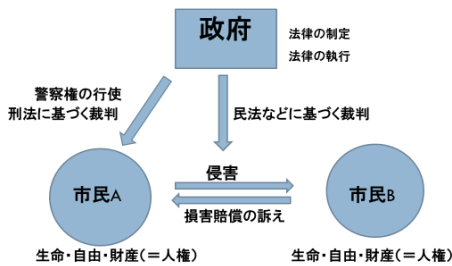 政府
法律の制定
法律の執行
警察権の行使
刑法に基づく裁判
民法などに基づく裁判
侵害
市民A
市民B
損害賠償の訴え
生命・自由・財産(＝人権)
生命・自由・財産(＝人権)